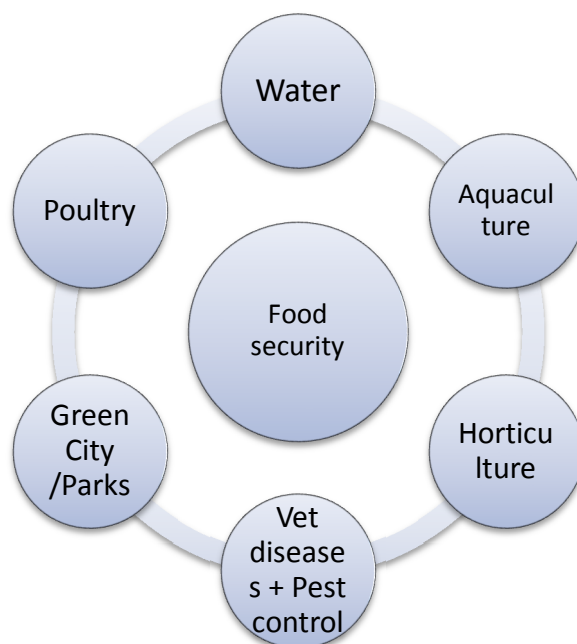 Water
Aquacul
ture
Horticu
lture
Vet
disease
s + Pest
control
Green
City
/Parks
Poultry
Food
security